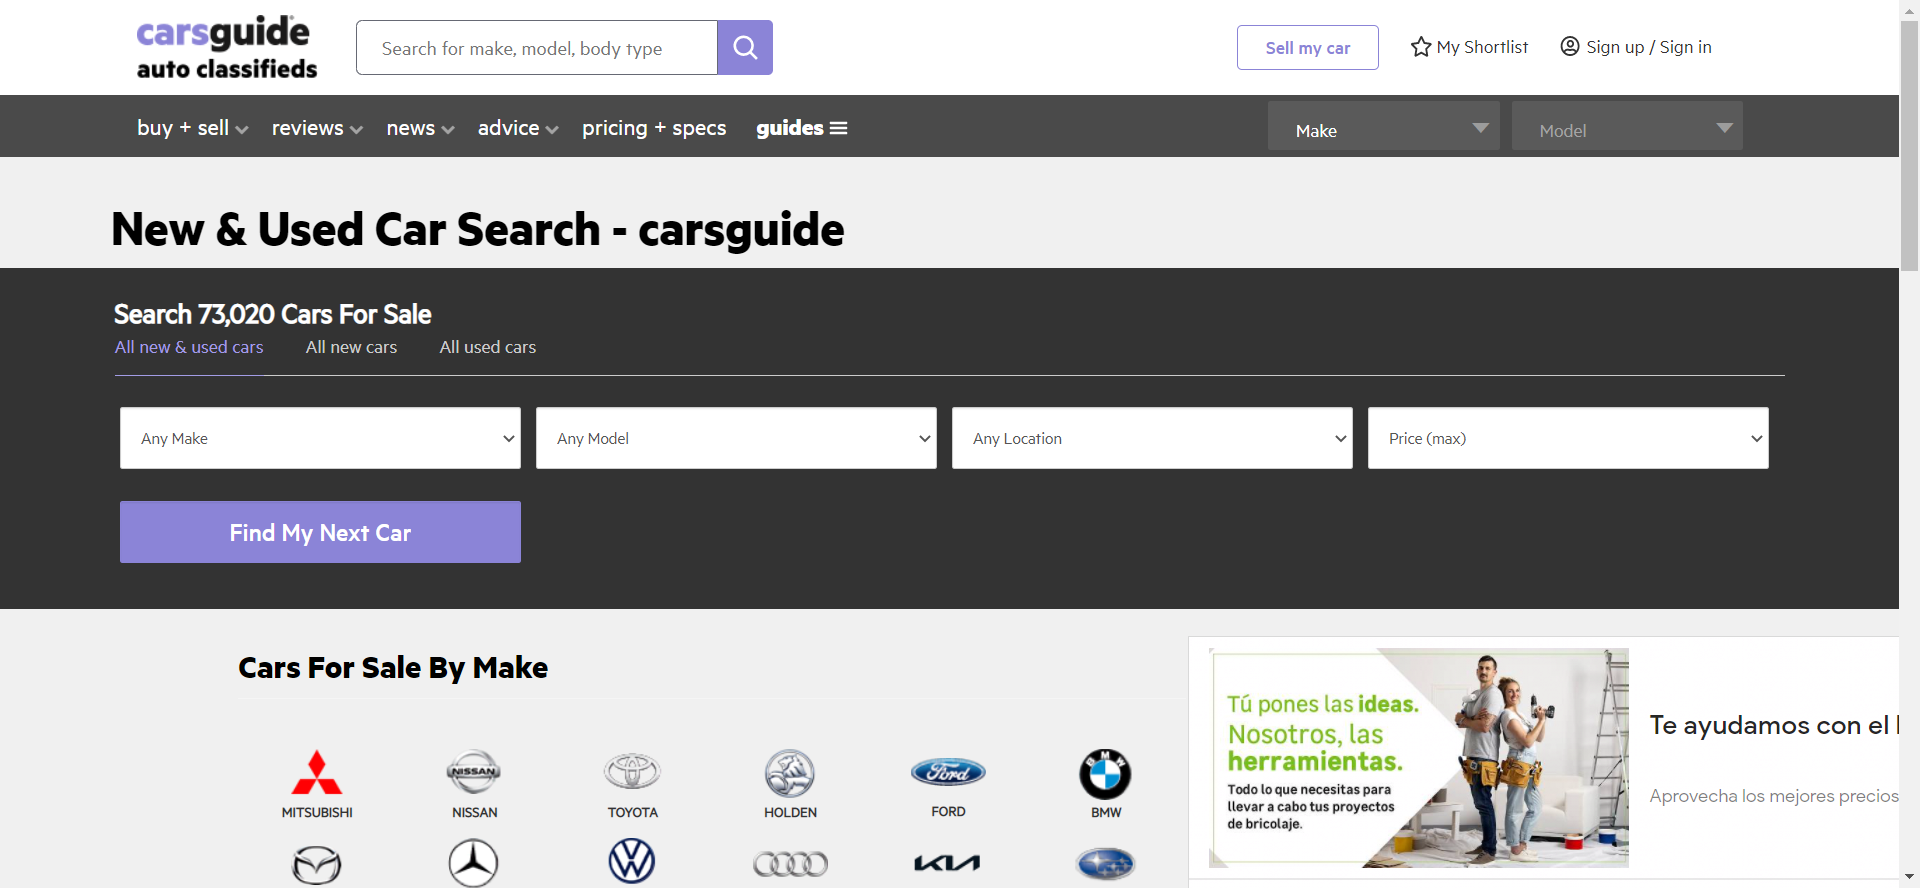 carsguide
auto classifieds
Search for make, model, body type
Sell my car
My Shortlist
Sign up / Sign in
buy + sell
reviews
news
advice
pricing + specs
guides
Make
Model
New & Used Car Search - carsguide
Search 73,020 Cars For Sale
All new & used cars
All new cars
All used cars
Any Make
Any Model
Any Location
Price (max)
Find My Next Car
Cars For Sale By Make
NISSAN
Ford
BMW
MITSUBISHI
NISSAN
TOYOTA
HOLDEN
FORD
BMW
KIA
Tú pones las ideas.
Nosotros, las
herramientas.
Todo lo que necesitas para
llevar a cabo tus proyectos
de bricolaje.
Te ayudamos con el
Aprovecha los mejores precios